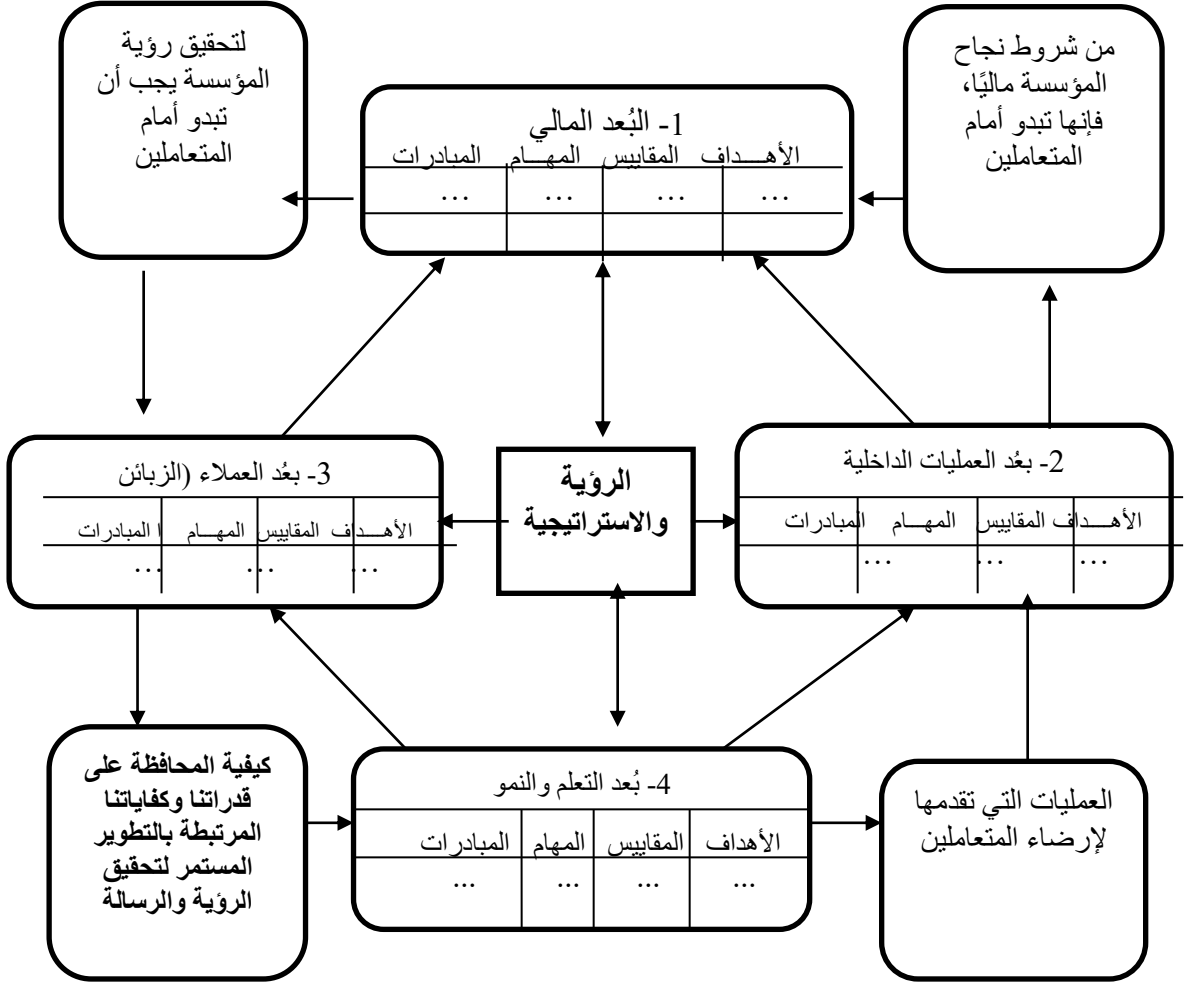 من شروط نجاح
المؤسسة ماليًا،
فإنها تبدو أمام
المتعاملين
1- البُعد المالي
الأهــداف المقاييس المهــام المبادرات
... ... ... ...
لتحقيق رؤية
المؤسسة يجب أن
تبدو أمام
المتعاملين
2- بعُد العمليات الداخلية
الأهــداف المقاييس المهــام المبادرات
... ... ...
الرؤية
والاستراتيجية
3- بعُد العملاء (الزبائن
الأهــداف المقاييس المهــام ا المبادرات
... ... ...
العمليات التي تقدمها
لإرضاء المتعاملين
4- بُعد التعلم والنمو
الأهداف المقاييس المهام المبادرات
... ... ... ...
كيفية المحافظة على
قدراتنا وكفاياتنا
المرتبطة بالتطوير
المستمر لتحقيق
الرؤية والرسالة